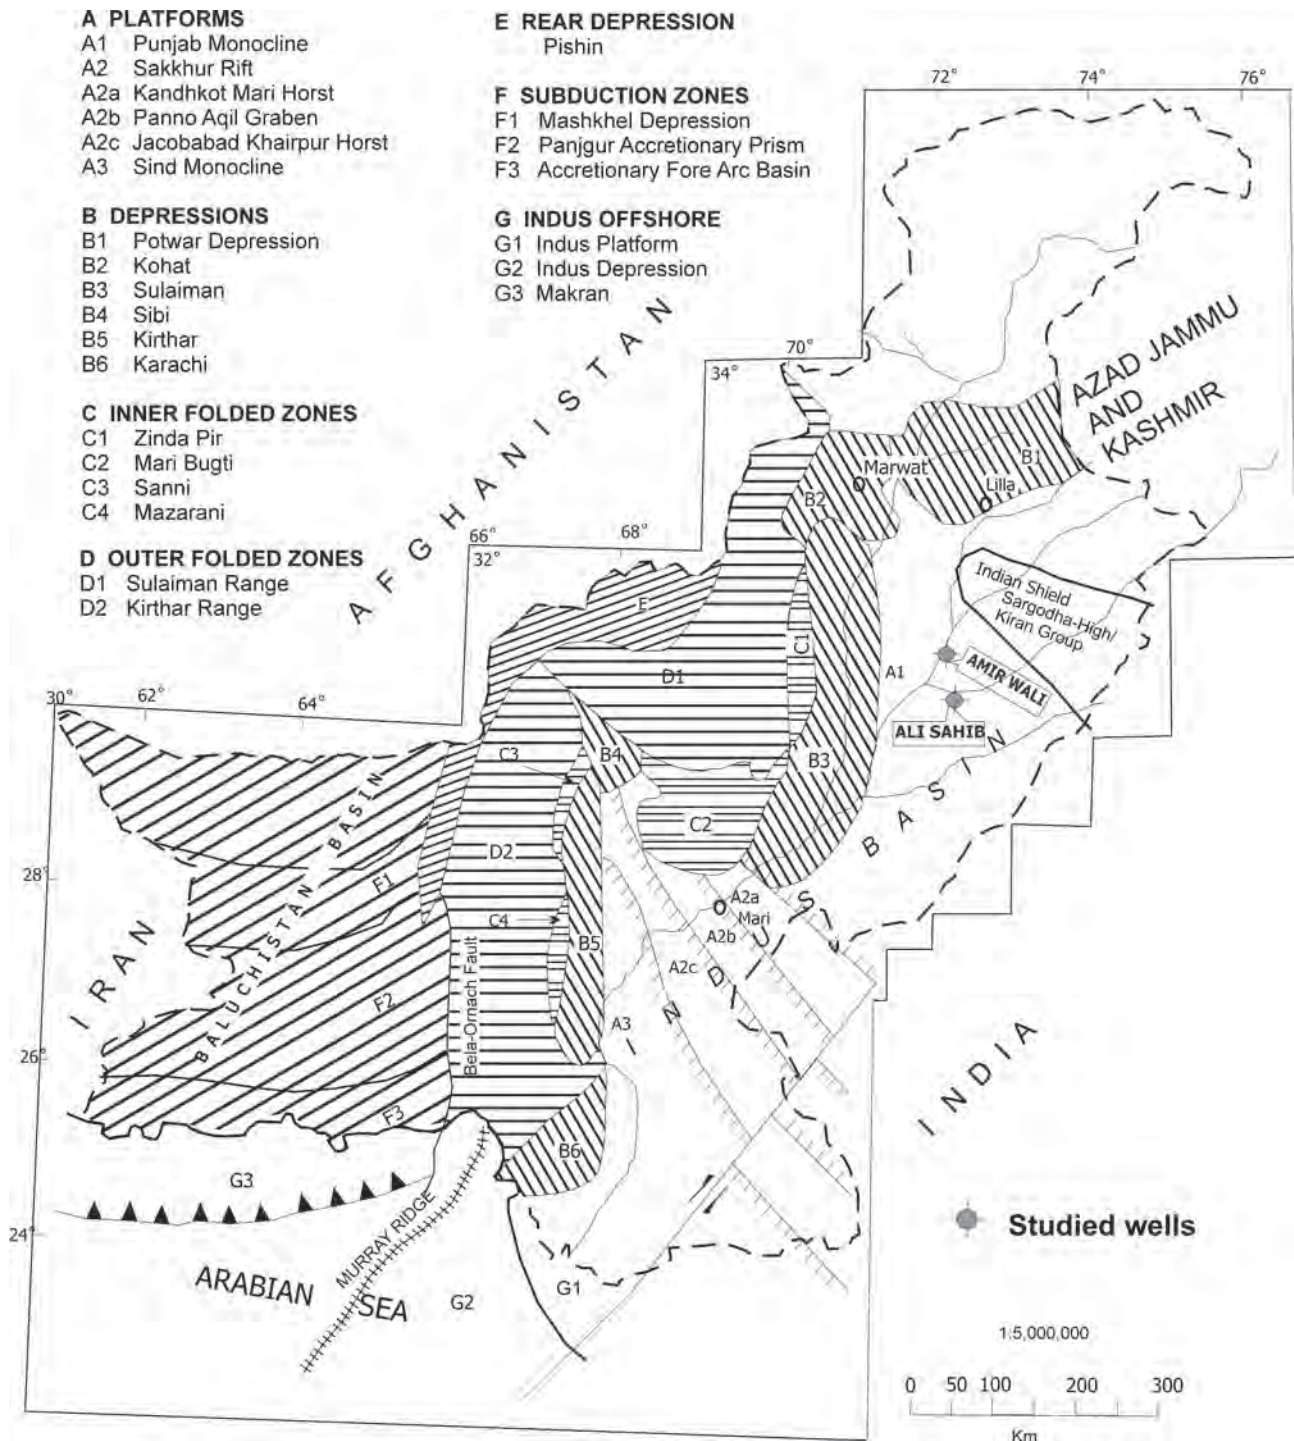 A PLATFORMS
A1 Punjab Monocline
A2 Sakkhur Rift
A2a Kandhkot Mari Horst
A2b Panno Aqil Graben
A2c Jacobabad Khairpur Horst
A3 Sind Monocline
B DEPRESSIONS
B1 Potwar Depression
B2 Kohat
B3 Sulaiman
B4 Sibi
B5 Kirthar
B6 Karachi
C INNER FOLDED ZONES
C1 Zinda Pir
C2 Mari Bugti
C3 Sanni
C4 Mazarani
D OUTER FOLDED ZONES
D1 Sulaiman Range
D2 Kirthar Range
E REAR DEPRESSION
Pishin
F SUBDUCTION ZONES
F1 Mashkhel Depression
F2 Panjgur Accretionary Prism
F3 Accretionary Fore Arc Basin
G INDUS OFFSHORE
G1 Indus Platform
G2 Indus Depression
G3 Makran
72° 74° 76°
70°
34°
66°
32°
68°
30° 62° 64°
28°
26°
24°
AFGHANISTAN
AZAD JAMMU
AND
KASHMIR
Marwat
B1
Lilla
B2
Indian Shield
Sargodha-High/
Kiran Group
E
C1
D1
A1
AMIR WALI
ALI SAHIB
C3
B4
B3
C2
D2
F1
C4
A2a
Mari
A2b
A2c
B5
BALUCHISTAN BASIN
IRAN
F2
Bela-Ornach Fault
A3
INDUS BASIN
INDIA
F3
B6
G3
MURRAY RIDGE
ARABIAN SEA
G2
G1
Studied wells
1:5,000,000
0 50 100 200 300
Km